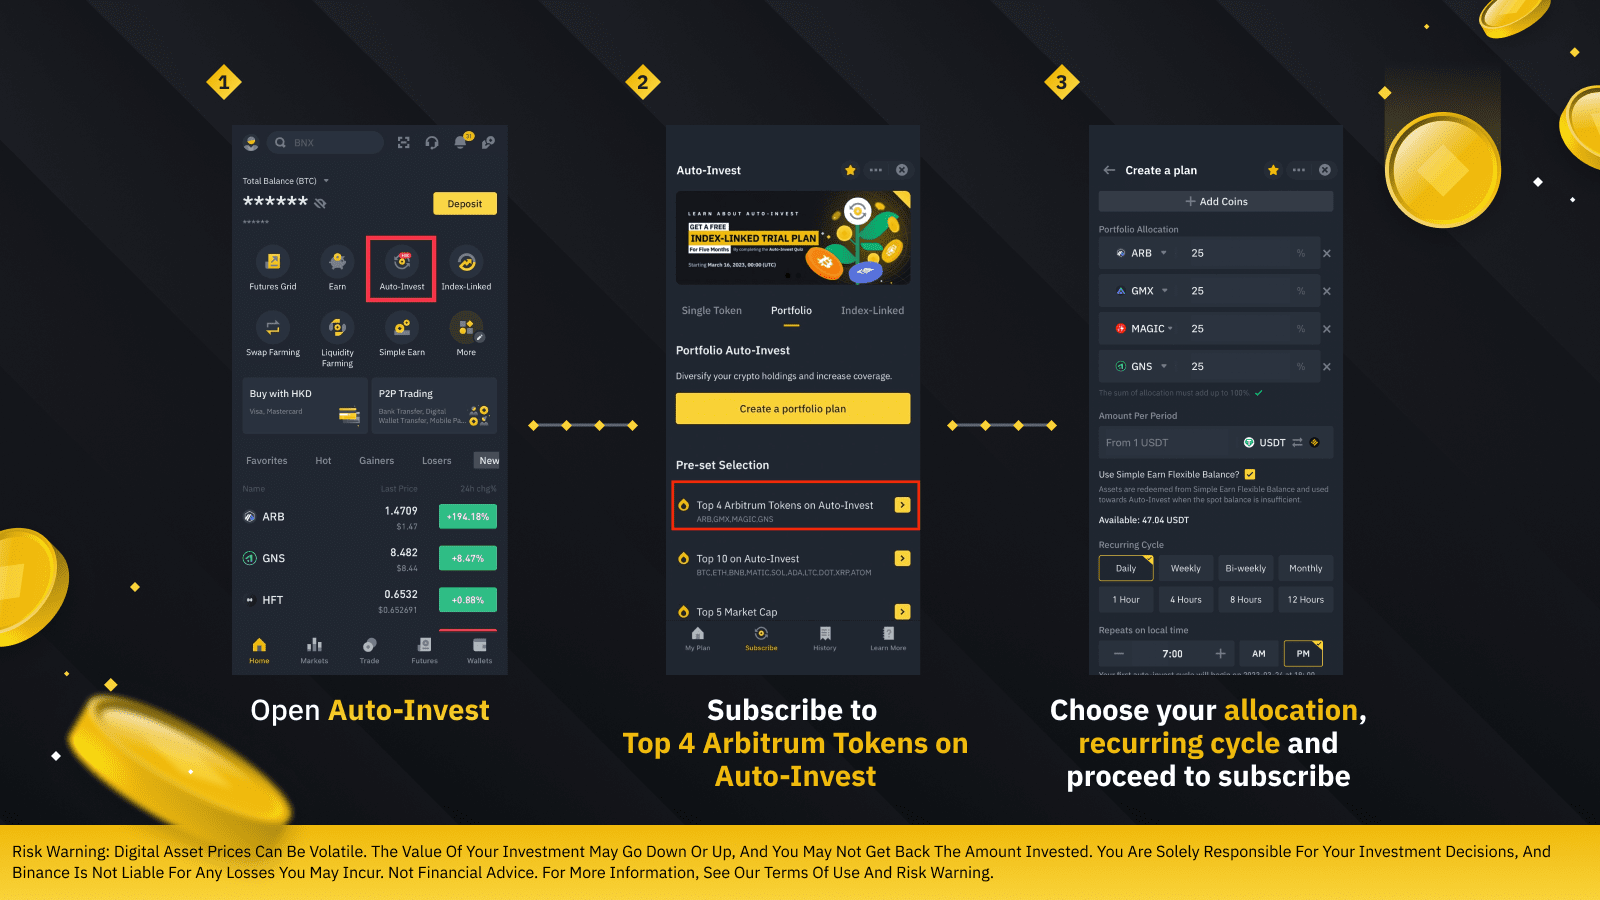 1
BNX
31
Total Balance (BTC)
******
Deposit
******
Futures Grid
Earn
Auto-Invest
Index-Linked
Swap Farming
Liquidity
Farming
Simple Earn
More
Buy with HKD
Visa, Mastercard
P2P Trading
Bank Transfer, Digital
Wallet Transfer, Mobile Pa...
Favorites
Hot
Gainers
Losers
New
Name
Last Price
24h chg%
ARB
1.4709
$1.47
+194.18%
GNS
8.482
$8.44
+8.47%
HFT
0.6532
$0.652691
+0.88%
Home
Markets
Trade
Futures
Wallets
Open Auto-Invest
2
Auto-Invest
LEARN ABOUT AUTO-INVEST
GET A FREE
INDEX-LINKED TRIAL PLAN
For Five Months By completing the Auto-Invest Quiz
Starting March 16, 2023, 00:00 (UTC)
Single Token
Portfolio
Index-Linked
Portfolio Auto-Invest
Diversify your crypto holdings and increase coverage.
Create a portfolio plan
Pre-set Selection
Top 4 Arbitrum Tokens on Auto-Invest
ARB,GMX,MAGIC,GNS
Top 10 on Auto-Invest
BTC,ETH,BNB,MATIC,SOL,ADA,LTC,DOT,XRP,ATOM
Top 5 Market Cap
My Plan
Subscribe
History
Learn More
Subscribe to
Top 4 Arbitrum Tokens on
Auto-Invest
3
Create a plan
+ Add Coins
Portfolio Allocation
ARB 25 %
GMX 25 %
MAGIC 25 %
GNS 25 %
The sum of allocation must add up to 100%.
Amount Per Period
From 1 USDT
USDT
Use Simple Earn Flexible Balance?
Assets are redeemed from Simple Earn Flexible Balance and used
towards Auto-Invest when the spot balance is insufficient.
Available: 47.04 USDT
Recurring Cycle
Daily
Weekly
Bi-weekly
Monthly
1 Hour
4 Hours
8 Hours
12 Hours
Repeats on local time
7:00
AM
PM
Choose your allocation,
recurring cycle and
proceed to subscribe
Risk Warning: Digital Asset Prices Can Be Volatile. The Value Of Your Investment May Go Down Or Up, And You May Not Get Back The Amount Invested. You Are Solely Responsible For Your Investment Decisions, And
Binance Is Not Liable For Any Losses You May Incur. Not Financial Advice. For More Information, See Our Terms Of Use And Risk Warning.